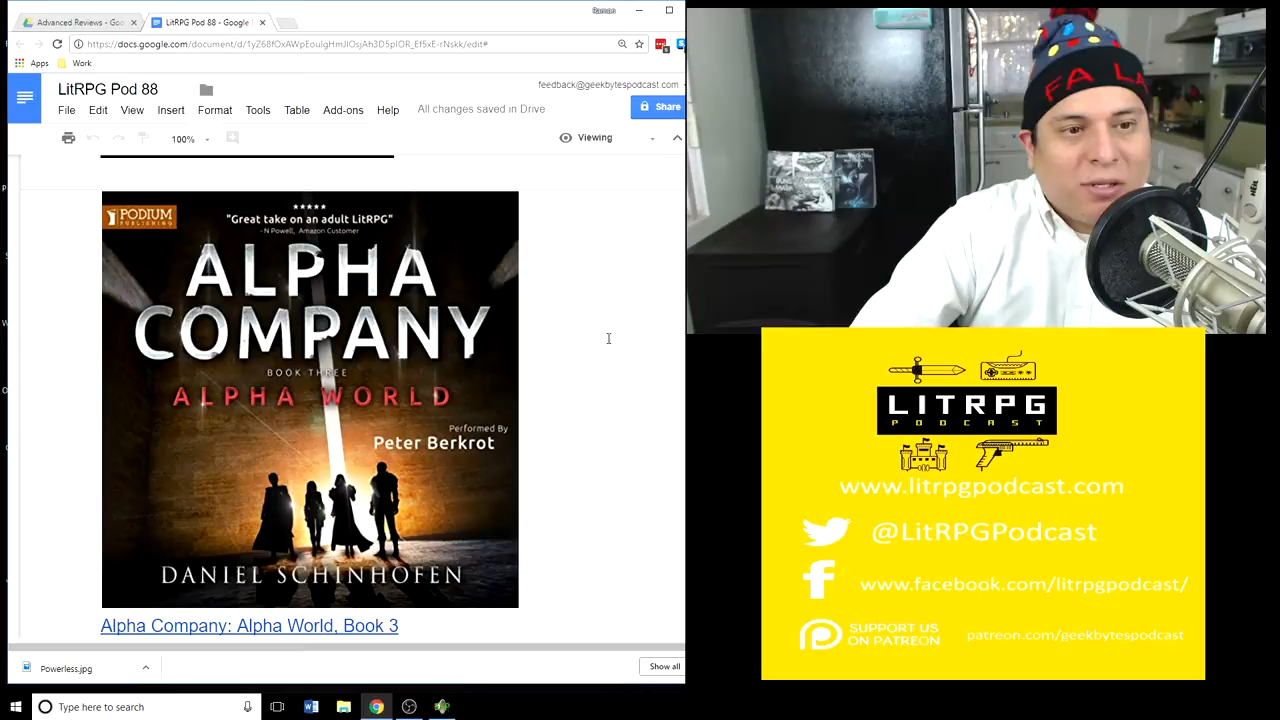 Advanced Reviews - Goo
LitRPG Pod 88 - Google
Ramon
https://docs.google.com/document/d/
Apps
Work
LitRPG Pod 88
feedback@geekbytespodcast.com
File Edit View Insert Format Tools Table Add-ons Help
All changes saved in Drive
Share
100%
Viewing
PODIUM
PUBLISHING
"Great take on an adult LitRPG"
- N Powell, Amazon Customer
ALPHA
COMPANY
BOOK THREE
ALPHA WORLD
Performed By
Peter Berkrot
DANIEL SCHINHOFEN
Alpha Company: Alpha World, Book 3
Powerless.jpg
Show all
Type here to search
FA LA
LITRPG
PODCAST
www.litrpgpodcast.com
@LitRPGPodcast
www.facebook.com/litrpgpodcast/
SUPPORT US
ON PATREON
patreon.com/geekbytespodcast